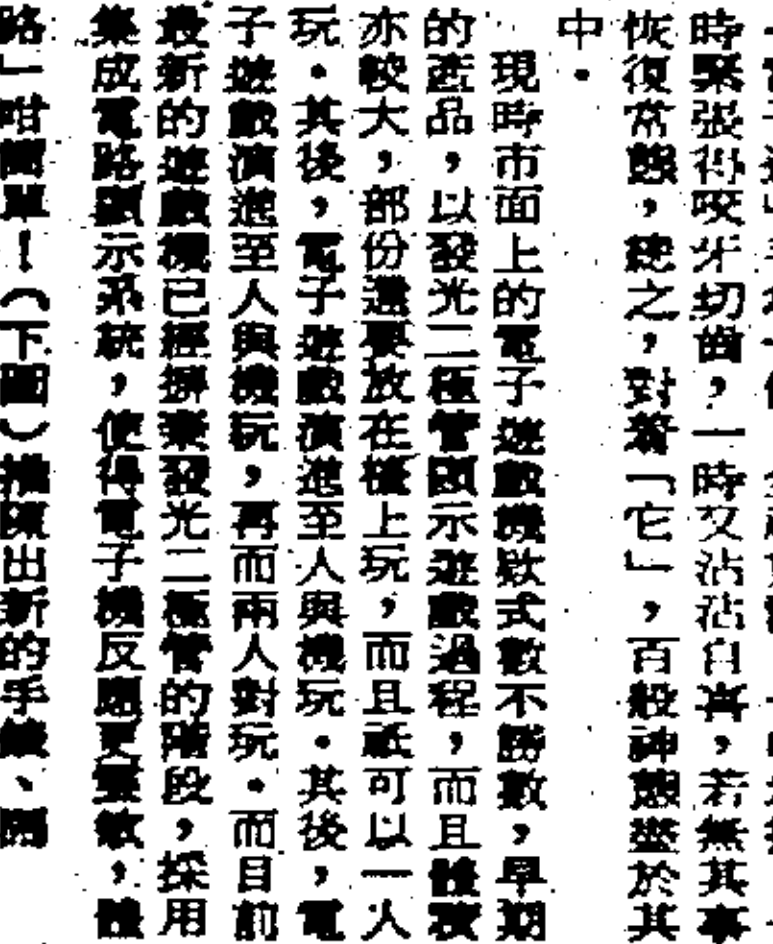 時緊張得咬牙切齒，一時又沾沾自喜，若無其事
恢復常態，總之，對着「它」，百般神態盡於其
中。
現時市面上的電子遊戲機款式數不勝數，早期
的產品，以發光二極管顯示遊戲過程，而且體積
亦較大，部份還要放在檯上玩，而且祇可以一人
玩。其後，電子遊戲演進至人與機玩。其後，電
子遊戲演進至人與機玩，再而兩人對玩。而目前
最新的遊戲機已經摒棄發光二極管的階段，採用
集成電路顯示系統，使得電子機反應更靈敏，體
路」咁簡單！（下圖）推陳出新的手錶、